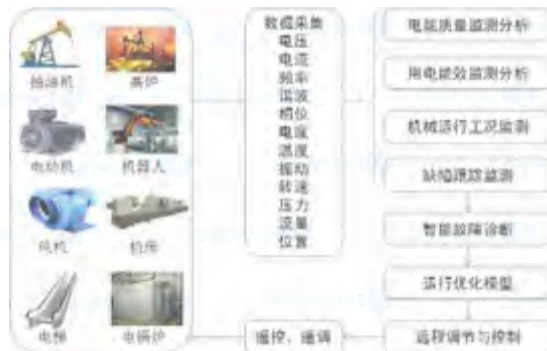 抽油机
高炉
电动机
机器人
风机
机床
电梯
电锅炉
数据采集
电压
电流
频率
谐波
相位
电度
温度
振动
转速
压力
流量
位置
遥控、遥调
电能质量监测分析
用电能效监测分析
机械运行工况监测
缺陷跟踪监测
智能故障诊断
运行优化模型
远程调节与控制